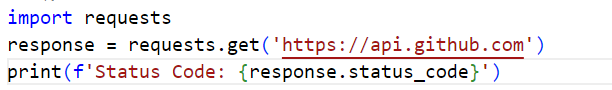 import requests
response = requests.get('https://api.github.com')
print(f'Status Code: {response.status_code}')